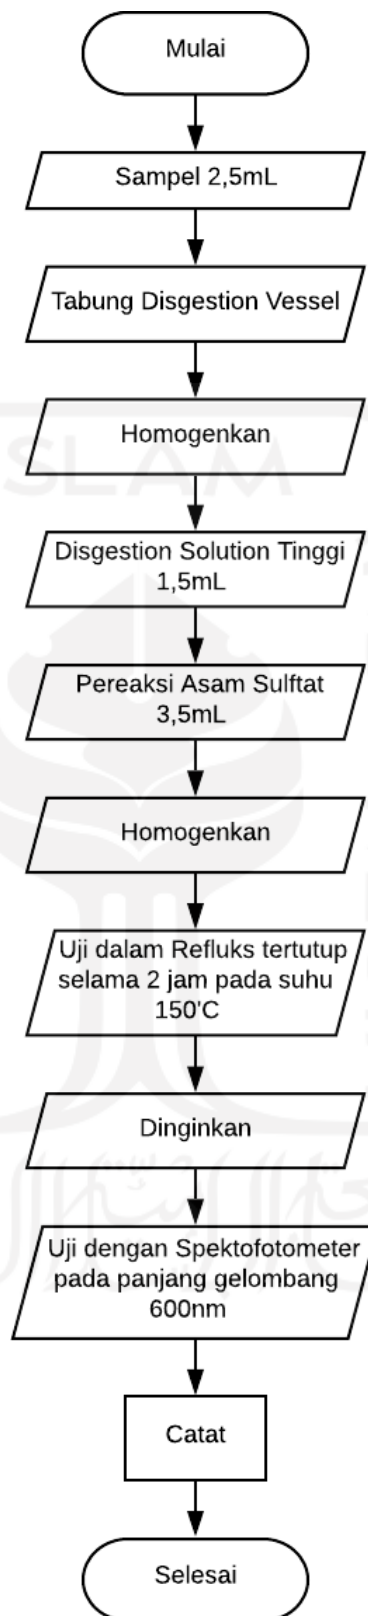 Mulai
Sampel 2,5mL
Tabung Disgestion Vessel
Homogenkan
SLAM
Disgestion Solution Tinggi
1,5mL
Pereaksi Asam Sulftat
3,5mL
Homogenkan
Uji dalam Refluks tertutup
selama 2 jam pada suhu
150'C
Dinginkan
Uji dengan Spektofotometer
pada panjang gelombang
600nm
Catat
Selesai